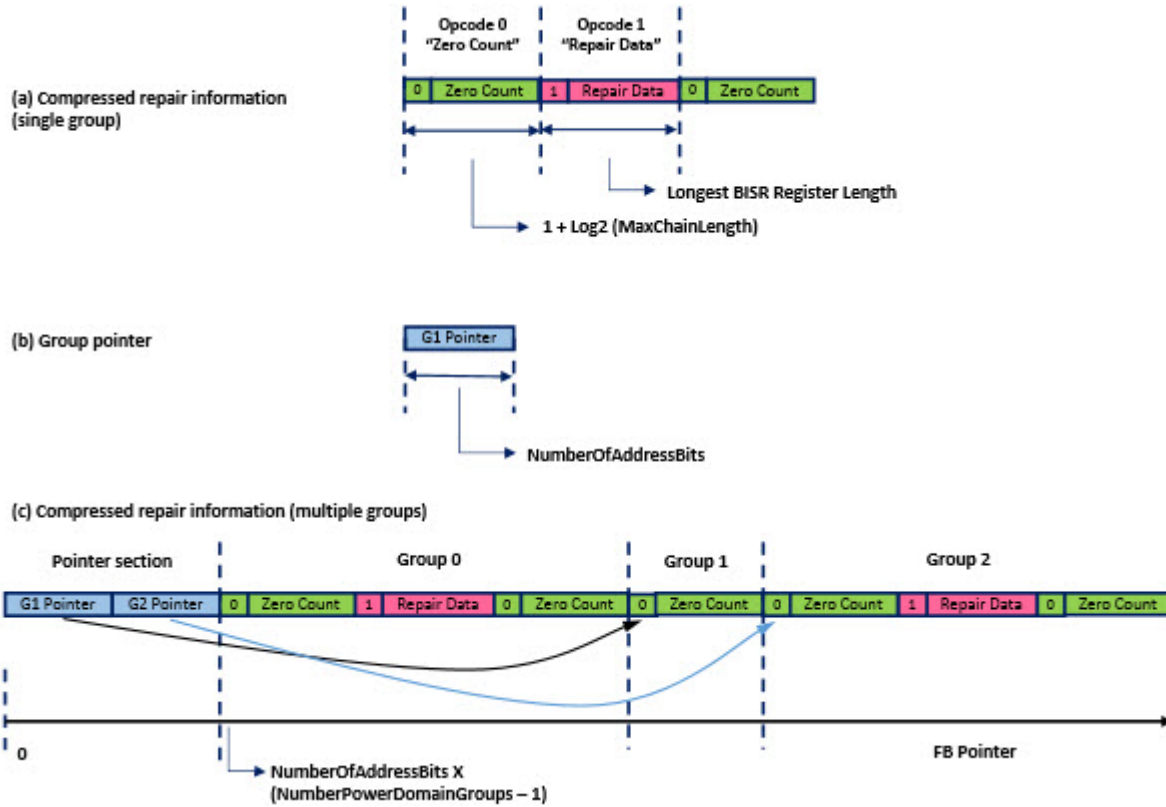 Opcode 0
"Zero Count"
Opcode 1
"Repair Data"
(a) Compressed repair information
(single group)
0 Zero Count 1 Repair Data 0 Zero Count
Longest BISR Register Length
1 + Log2 (MaxChainLength)
(b) Group pointer
G1 Pointer
NumberOfAddressBits
(c) Compressed repair information (multiple groups)
Pointer section Group 0 Group 1 Group 2
G1 Pointer G2 Pointer 0 Zero Count 1 Repair Data 0 Zero Count 0 Zero Count 0 Zero Count 1 Repair Data 0 Zero Count
0 FB Pointer
NumberOfAddressBits X
(NumberPowerDomainGroups – 1)